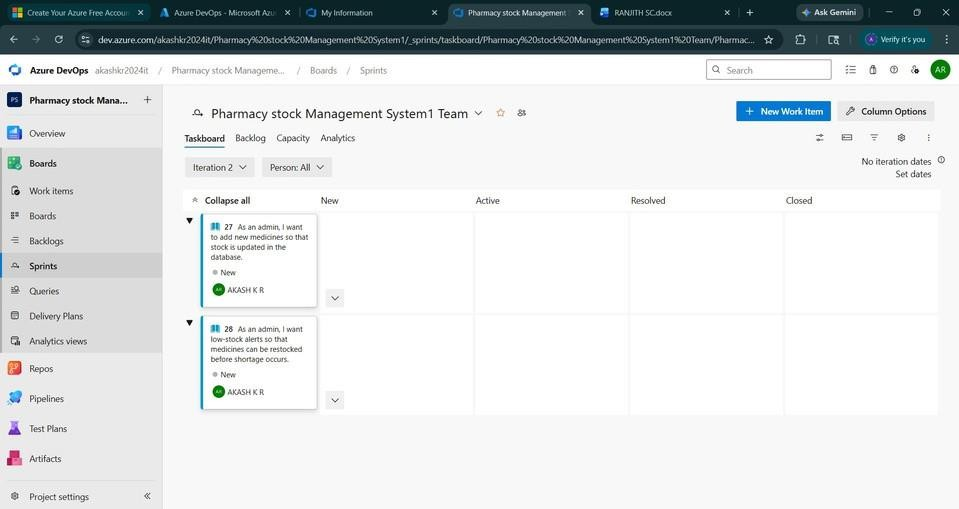 Create Your Azure Free Accoun
Azure DevOps - Microsoft Azu
My Information
Pharmacy stock Management
RANJITH SC.docx
Ask Gemini
dev.azure.com/akashkr2024it/Pharmacy%20stock%20Management%20System1/_sprints/taskboard/Pharmacy%20stock%20Management%20System1%20Team/Pharmac...
A
Verify it's you
Azure DevOps akashkr2024it / Pharmacy stock Manageme... / Boards / Sprints
Search
AR
PS Pharmacy stock Mana...
Overview
Boards
Work items
Boards
Backlogs
Sprints
Queries
Delivery Plans
Analytics views
Repos
Pipelines
Test Plans
Artifacts
Project settings
Pharmacy stock Management System1 Team
New Work Item
Column Options
Taskboard Backlog Capacity Analytics
Iteration 2
Person: All
No iteration dates
Set dates
Collapse all New Active Resolved Closed
27 As an admin, I want
to add new medicines so that
stock is updated in the
database.
New
AR AKASH K R
28 As an admin, I want
low-stock alerts so that
medicines can be restocked
before shortage occurs.
New
AR AKASH K R